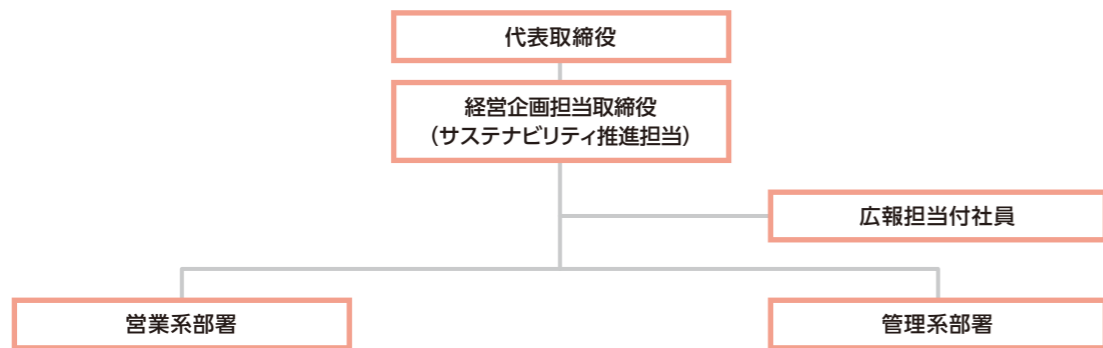 代表取締役
経営企画担当取締役
（サステナビリティ推進担当）
広報担当付社員
営業系部署
管理系部署